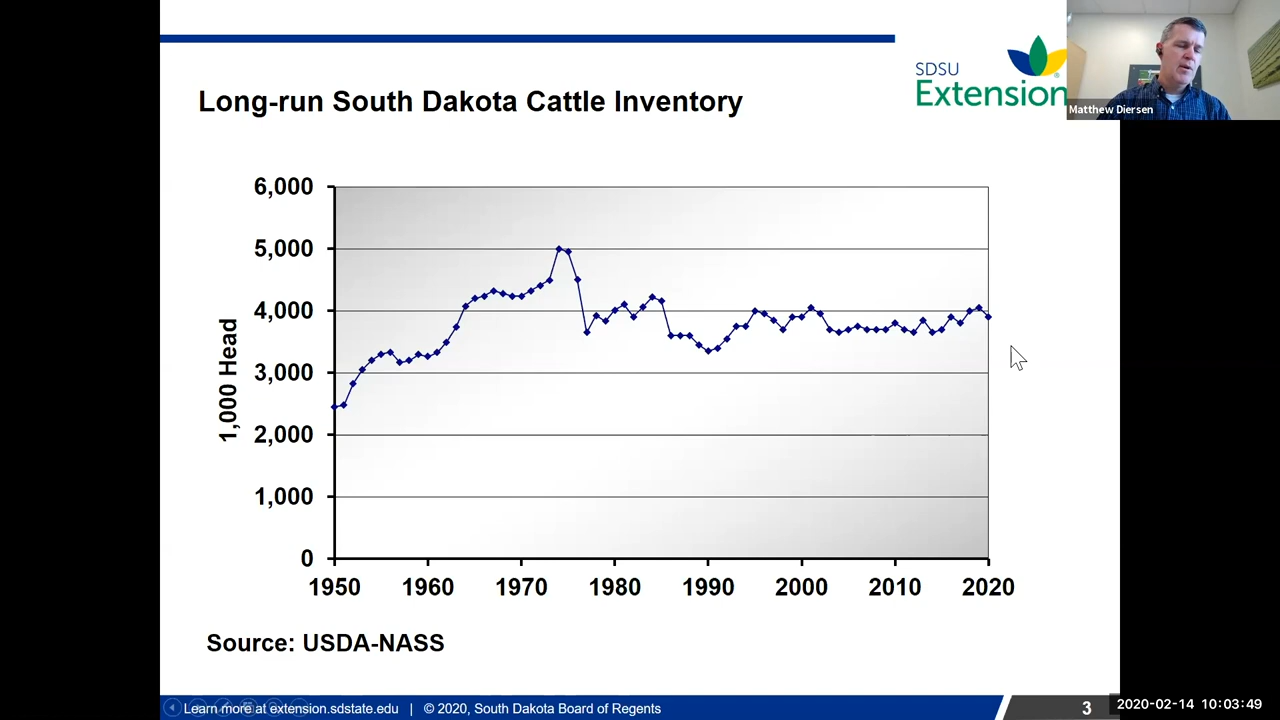 SDSU
Extension
Matthew Diersen
Long-run South Dakota Cattle Inventory
6,000
5,000
4,000
3,000
2,000
1,000
0
1,000 Head
1950 1960 1970 1980 1990 2000 2010 2020
Source: USDA-NASS
Learn more at extension.sdstate.edu | © 2020, South Dakota Board of Regents
3
2020-02-14 10:03:49